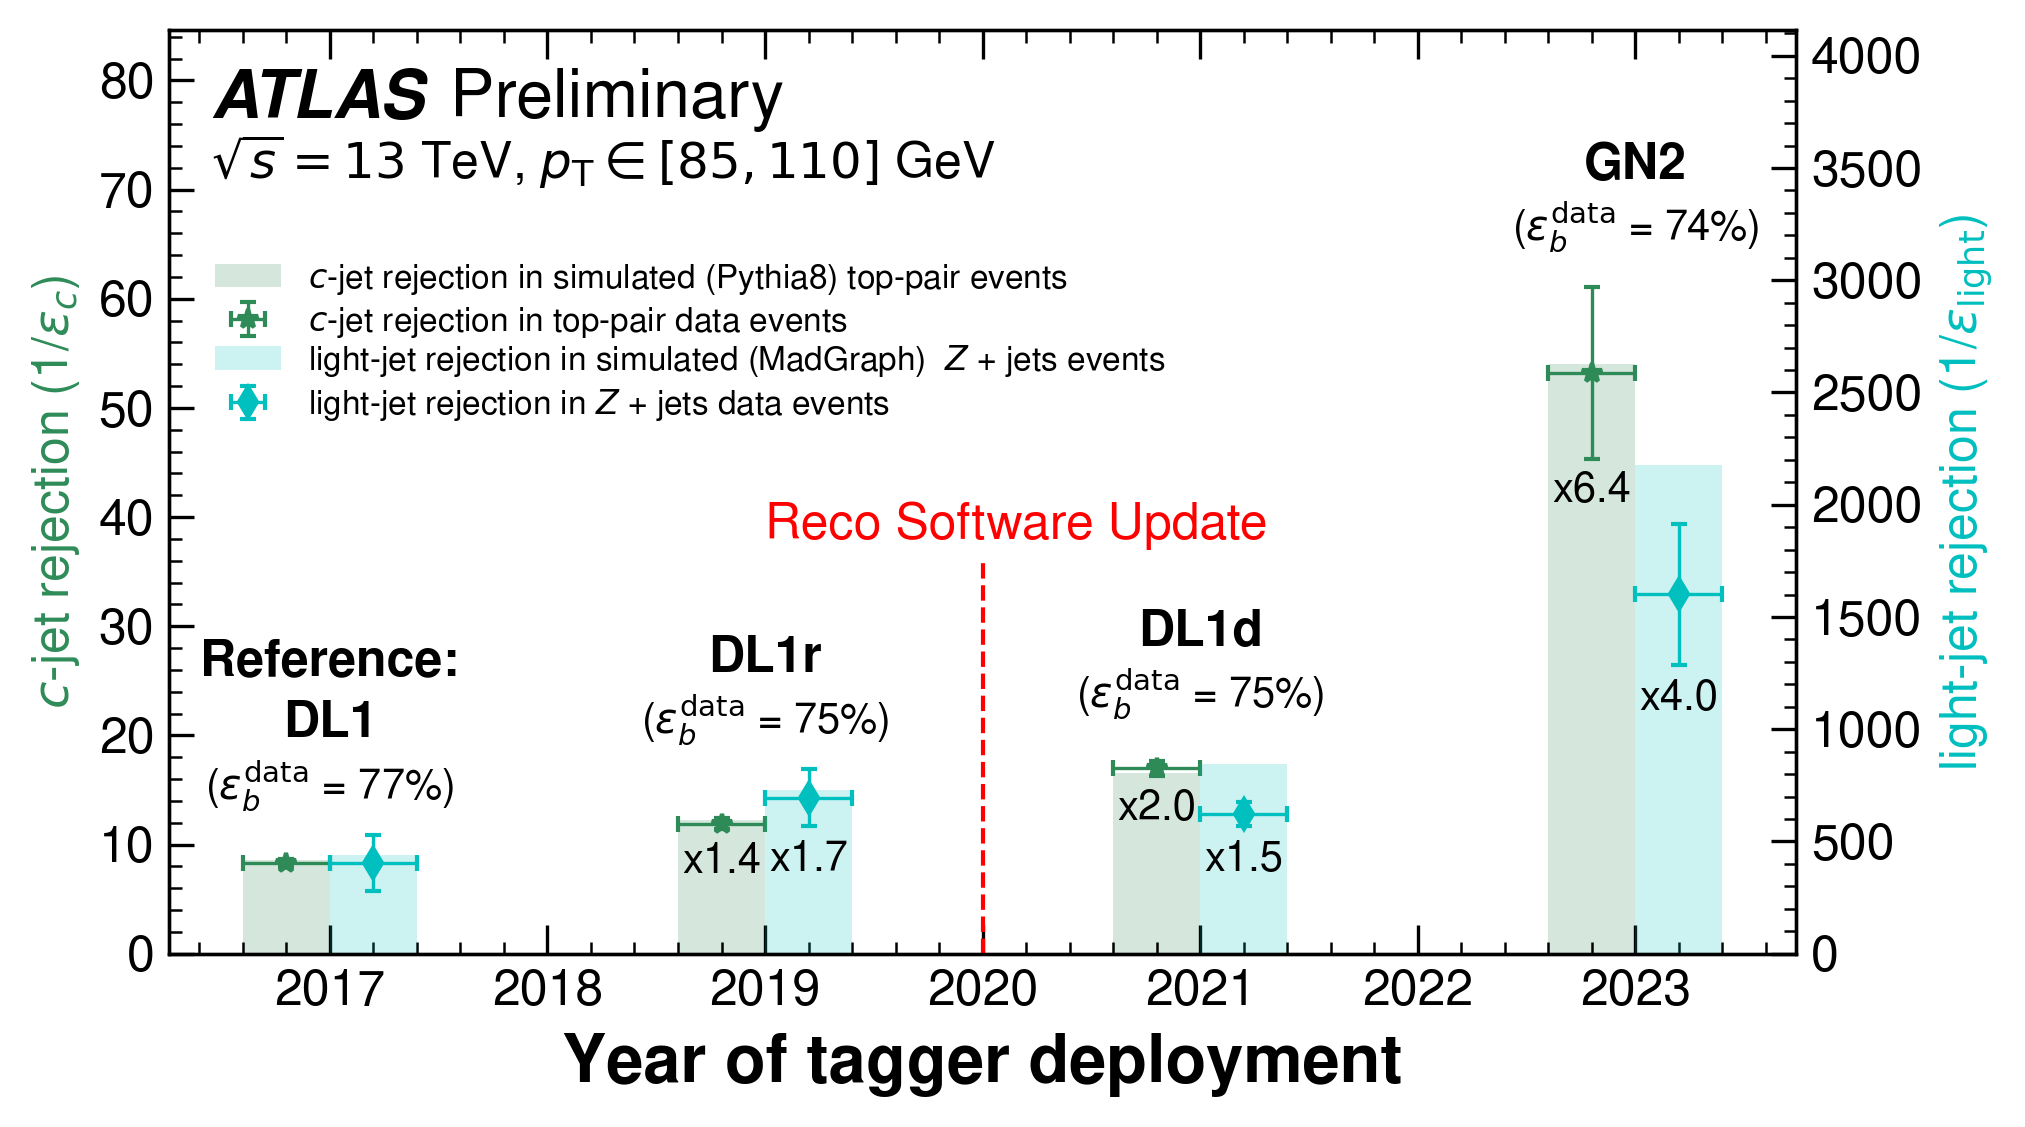 ATLAS Preliminary
√s = 13 TeV, pT ∈ [85, 110] GeV
c-jet rejection in simulated (Pythia8) top-pair events
c-jet rejection in top-pair data events
light-jet rejection in simulated (MadGraph) Z + jets events
light-jet rejection in Z + jets data events
Reco Software Update
Reference:
DL1
(ε_b^data = 77%)
DL1r
(ε_b^data = 75%)
x1.4
x1.7
DL1d
(ε_b^data = 75%)
x2.0
x1.5
GN2
(ε_b^data = 74%)
x6.4
x4.0
c-jet rejection (1/ε_c)
80
70
60
50
40
30
20
10
0
light-jet rejection (1/ε_light)
4000
3500
3000
2500
2000
1500
1000
500
0
2017 2018 2019 2020 2021 2022 2023
Year of tagger deployment